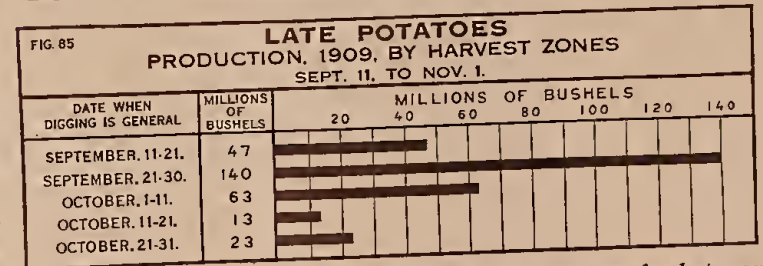 FIG. 85
LATE POTATOES
PRODUCTION, 1909, BY HARVEST ZONES
SEPT. 11, TO NOV. 1.
DATE WHEN
DIGGING IS GENERAL
MILLIONS
OF
BUSHELS
MILLIONS OF BUSHELS
20 40 60 80 100 120 140
SEPTEMBER. 11-21. 47
SEPTEMBER. 21-30. 140
OCTOBER. 1-11. 63
OCTOBER. 11-21. 13
OCTOBER. 21-31. 23